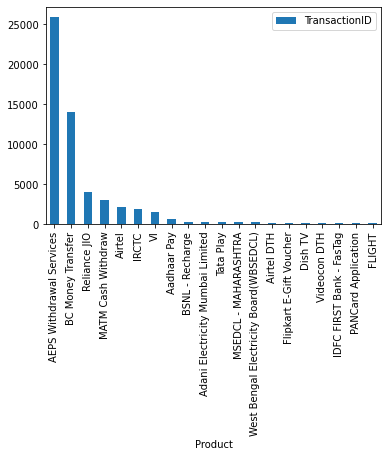 TransactionID
25000
20000
15000
10000
5000
0
AEPS Withdrawal Services
BC Money Transfer
Reliance JIO
MATM Cash Withdraw
Airtel
IRCTC
VI
Aadhaar Pay
BSNL - Recharge
Adani Electricity Mumbai Limited
Tata Play
MSEDCL - MAHARASHTRA
West Bengal Electricity Board(WBSEDCL)
Airtel DTH
Flipkart E-Gift Voucher
Dish TV
Videocon DTH
IDFC FIRST Bank - FasTag
PANCard Application
FLIGHT
Product